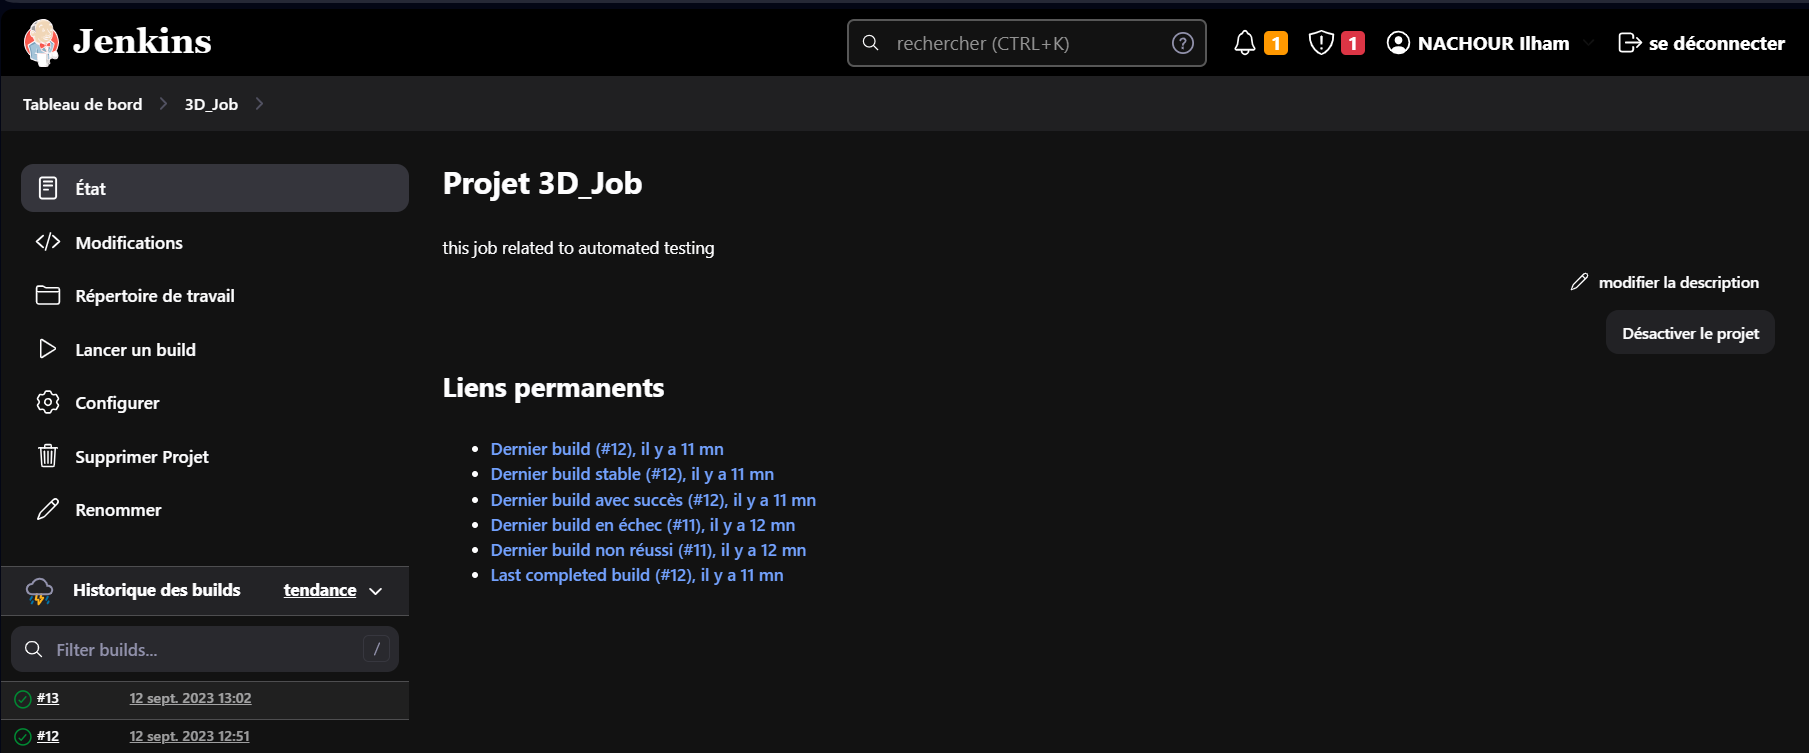 Jenkins
rechercher (CTRL+K)
?
1
1
NACHOUR Ilham
se déconnecter
Tableau de bord
3D_Job
État
Modifications
Répertoire de travail
Lancer un build
Configurer
Supprimer Projet
Renommer
Projet 3D_Job
this job related to automated testing
modifier la description
Désactiver le projet
Liens permanents
Dernier build (#12), il y a 11 mn
Dernier build stable (#12), il y a 11 mn
Dernier build avec succès (#12), il y a 11 mn
Dernier build en échec (#11), il y a 12 mn
Dernier build non réussi (#11), il y a 12 mn
Last completed build (#12), il y a 11 mn
Historique des builds tendance
Filter builds... /
#13 12 sept. 2023 13:02
#12 12 sept. 2023 12:51